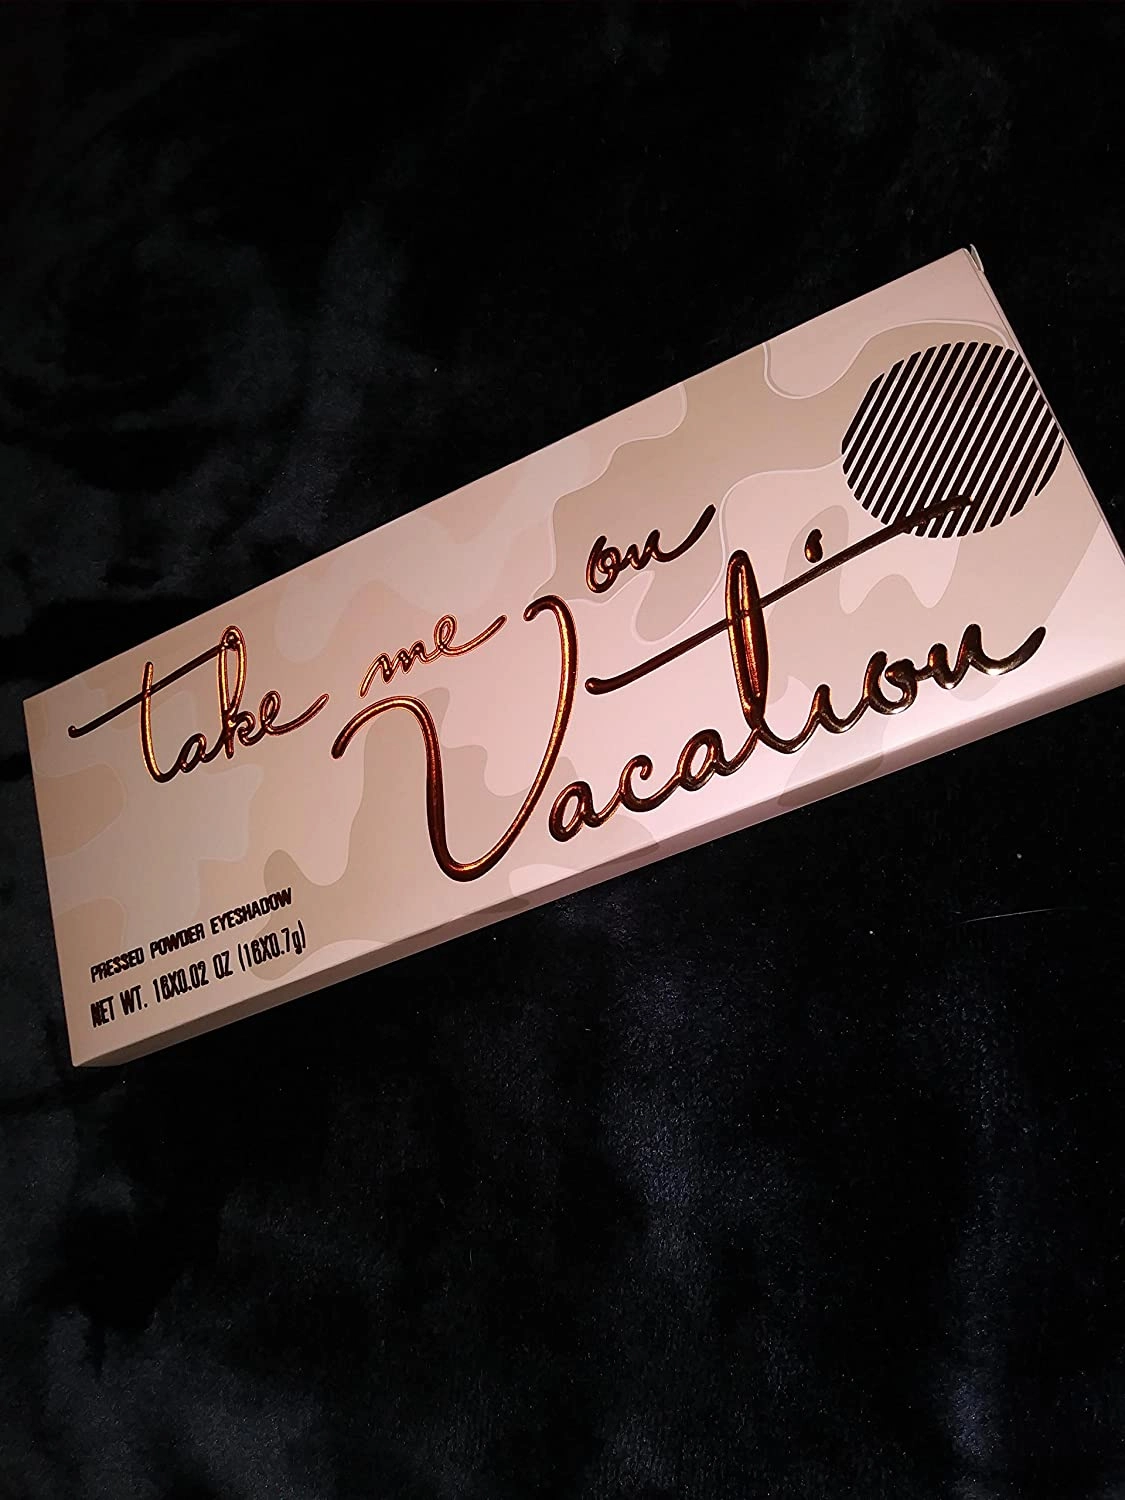 take me on
Vacation
PRESSED POWDER EYESHADOW
NET WT. 16X0.02 OZ (16X0.7g)